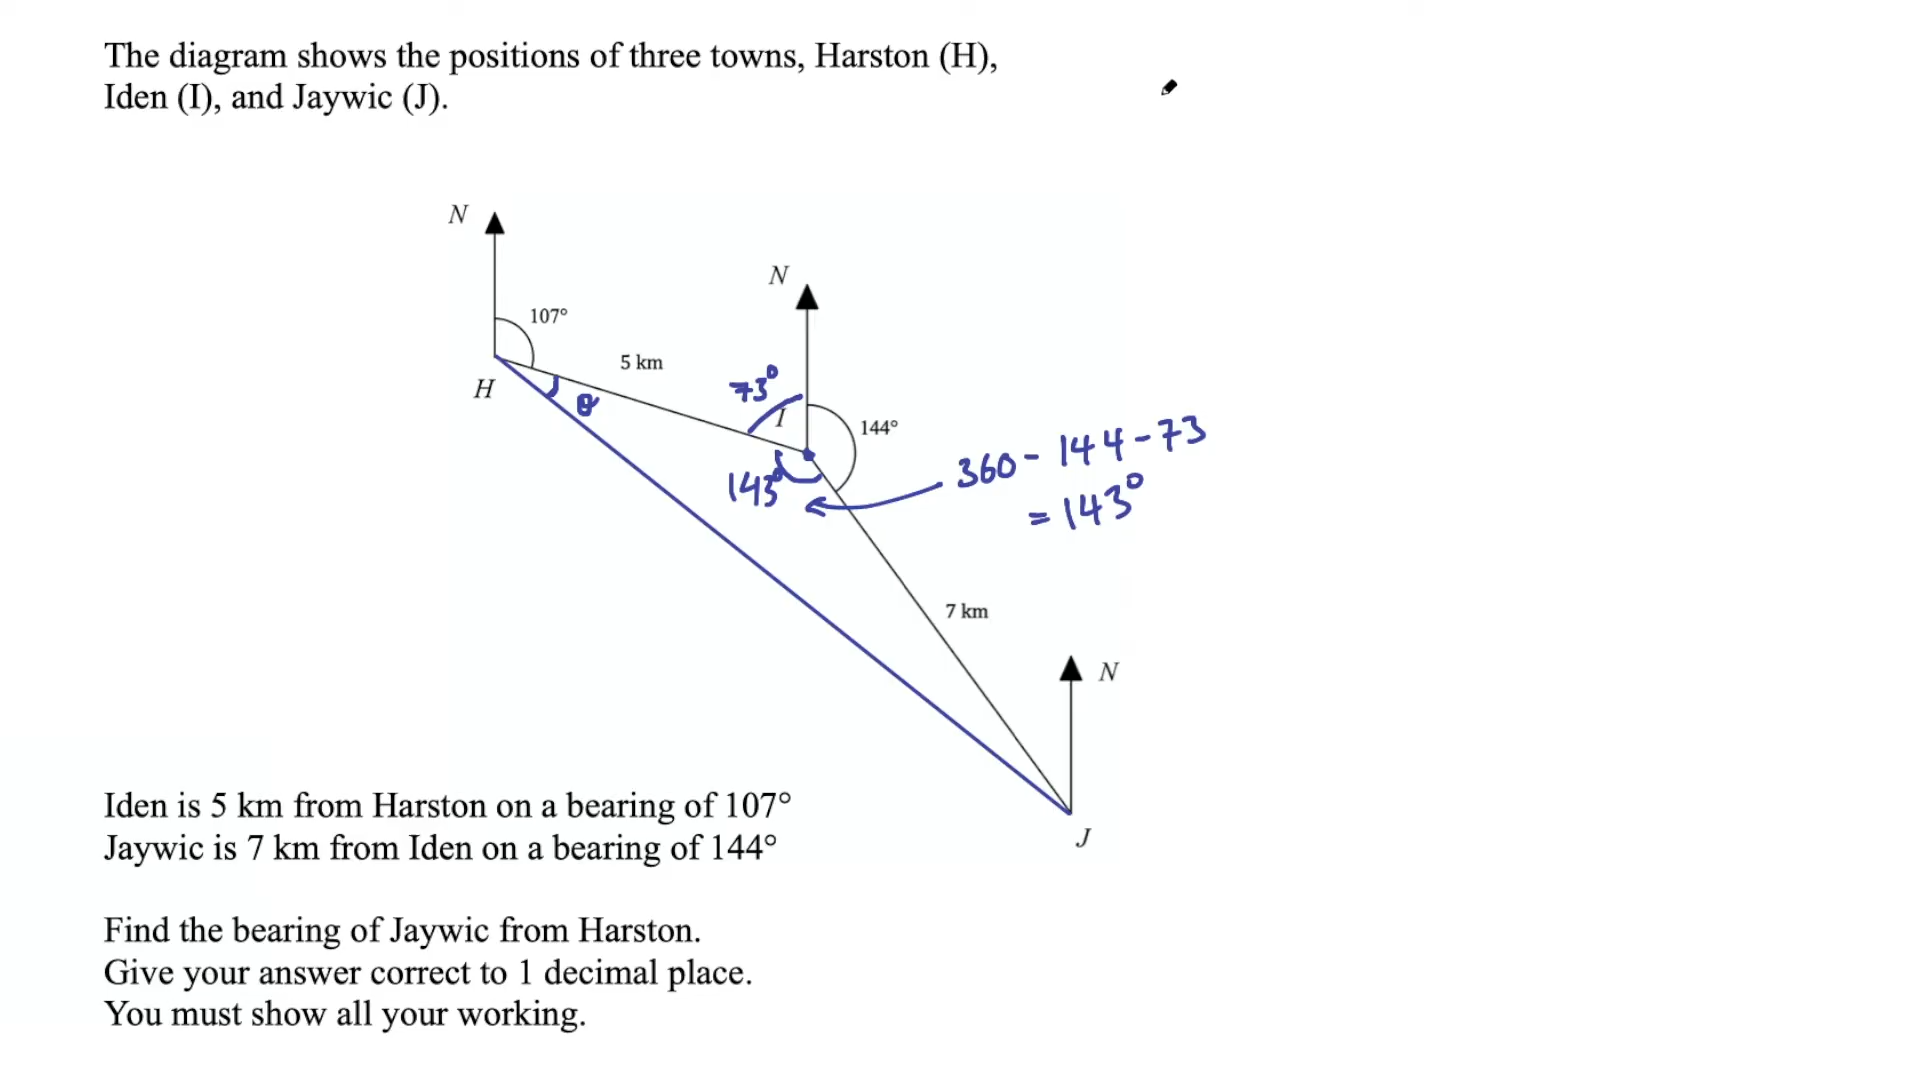 The diagram shows the positions of three towns, Harston (H),
Iden (I), and Jaywic (J).
N
N
107°
5 km
H
73°
I
144°
θ
143°
360 - 144 - 73
= 143°
7 km
N
J
Iden is 5 km from Harston on a bearing of 107°
Jaywic is 7 km from Iden on a bearing of 144°
Find the bearing of Jaywic from Harston.
Give your answer correct to 1 decimal place.
You must show all your working.